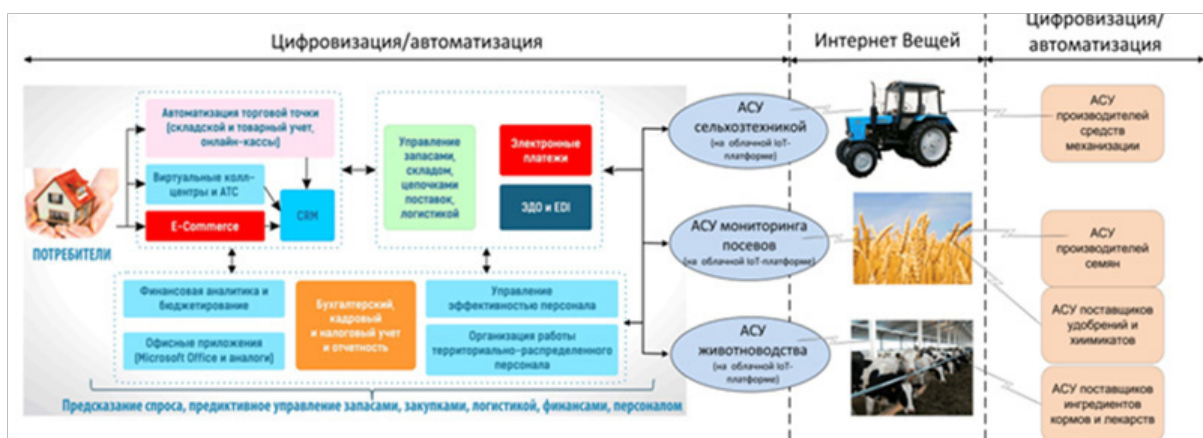 Цифровизация/автоматизация
Интернет Вещей
Цифровизация/
автоматизация
Автоматизация торговой точки
(складской и товарный учет,
онлайн-кассы)
Виртуальные колл-
центры и АТС
E-Commerce
CRM
ПОТРЕБИТЕЛИ
Управление
запасами,
складом,
цепочками
поставок,
логистикой
Электронные
платежи
ЭДО и EDI
Финансовая аналитика и
бюджетирование
Офисные приложения
(Microsoft Office и аналоги)
Бухгалтерский,
кадровый
и налоговый учет
и отчетность
Управление
эффективностью персонала
Организация работы
территориально-распределенного
персонала
Предсказание спроса, предиктивное управление запасами, закупками, логистикой, финансами, персоналом
АСУ
сельхозтехникой
(на облачной IoT-
платформе)
АСУ мониторинга
посевов
(на облачной IoT-платформе)
АСУ
животноводства
(на облачной IoT-
платформе)
АСУ
производителей
средств
механизации
АСУ
производителей
семян
АСУ поставщиков
удобрений и
хиимикатов
АСУ поставщиков
ингредиентов
кормов и лекарств